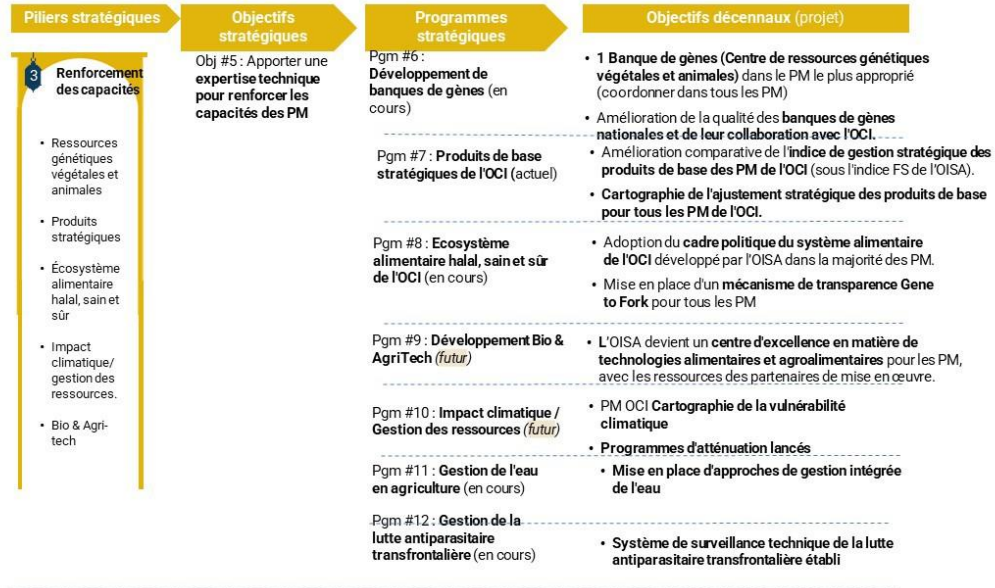 Piliers stratégiques
Objectifs
stratégiques
Programmes
stratégiques
Objectifs décennaux (projet)
3
Renforcement
des capacités
• Ressources
génétiques
végétales et
animales
• Produits
stratégiques
• Écosystème
alimentaire
halal, sain et
sûr
• Impact
climatique/
gestion des
ressources.
• Bio & Agri-
tech
Obj #5 : Apporter une
expertise technique
pour renforcer les
capacités des PM
Pgm #6 :
Développement de
banques de gènes (en
cours)
• 1 Banque de gènes (Centre de ressources génétiques
végétales et animales) dans le PM le plus approprié
(coordonner dans tous les PM)
• Amélioration de la qualité des banques de gènes
nationales et de leur collaboration avec l'OCI.
Pgm #7 : Produits de base
stratégiques de l'OCI (actuel)
• Amélioration comparative de l'indice de gestion stratégique des
produits de base des PM de l'OCI (sous l'indice FS de l'OISA).
• Cartographie de l'ajustement stratégique des produits de base
pour tous les PM de l'OCI.
Pgm #8 : Ecosystème
alimentaire halal, sain et sûr
de l'OCI (en cours)
• Adoption du cadre politique du système alimentaire
de l'OCI développé par l'OISA dans la majorité des PM.
• Mise en place d'un mécanisme de transparence Gene
to Fork pour tous les PM
Pgm #9 : Développement Bio &
AgriTech (futur)
• L'OISA devient un centre d'excellence en matière de
technologies alimentaires et agroalimentaires pour les PM,
avec les ressources des partenaires de mise en œuvre.
Pgm #10 : Impact climatique /
Gestion des ressources (futur)
• PM OCI Cartographie de la vulnérabilité
climatique
• Programmes d'atténuation lancés
Pgm #11 : Gestion de l'eau
en agriculture (en cours)
• Mise en place d'approches de gestion intégrée
de l'eau
Pgm #12 : Gestion de la
lutte antiparasitaire
transfrontalière (en cours)
• Système de surveillance technique de la lutte
antiparasitaire transfrontalière établi